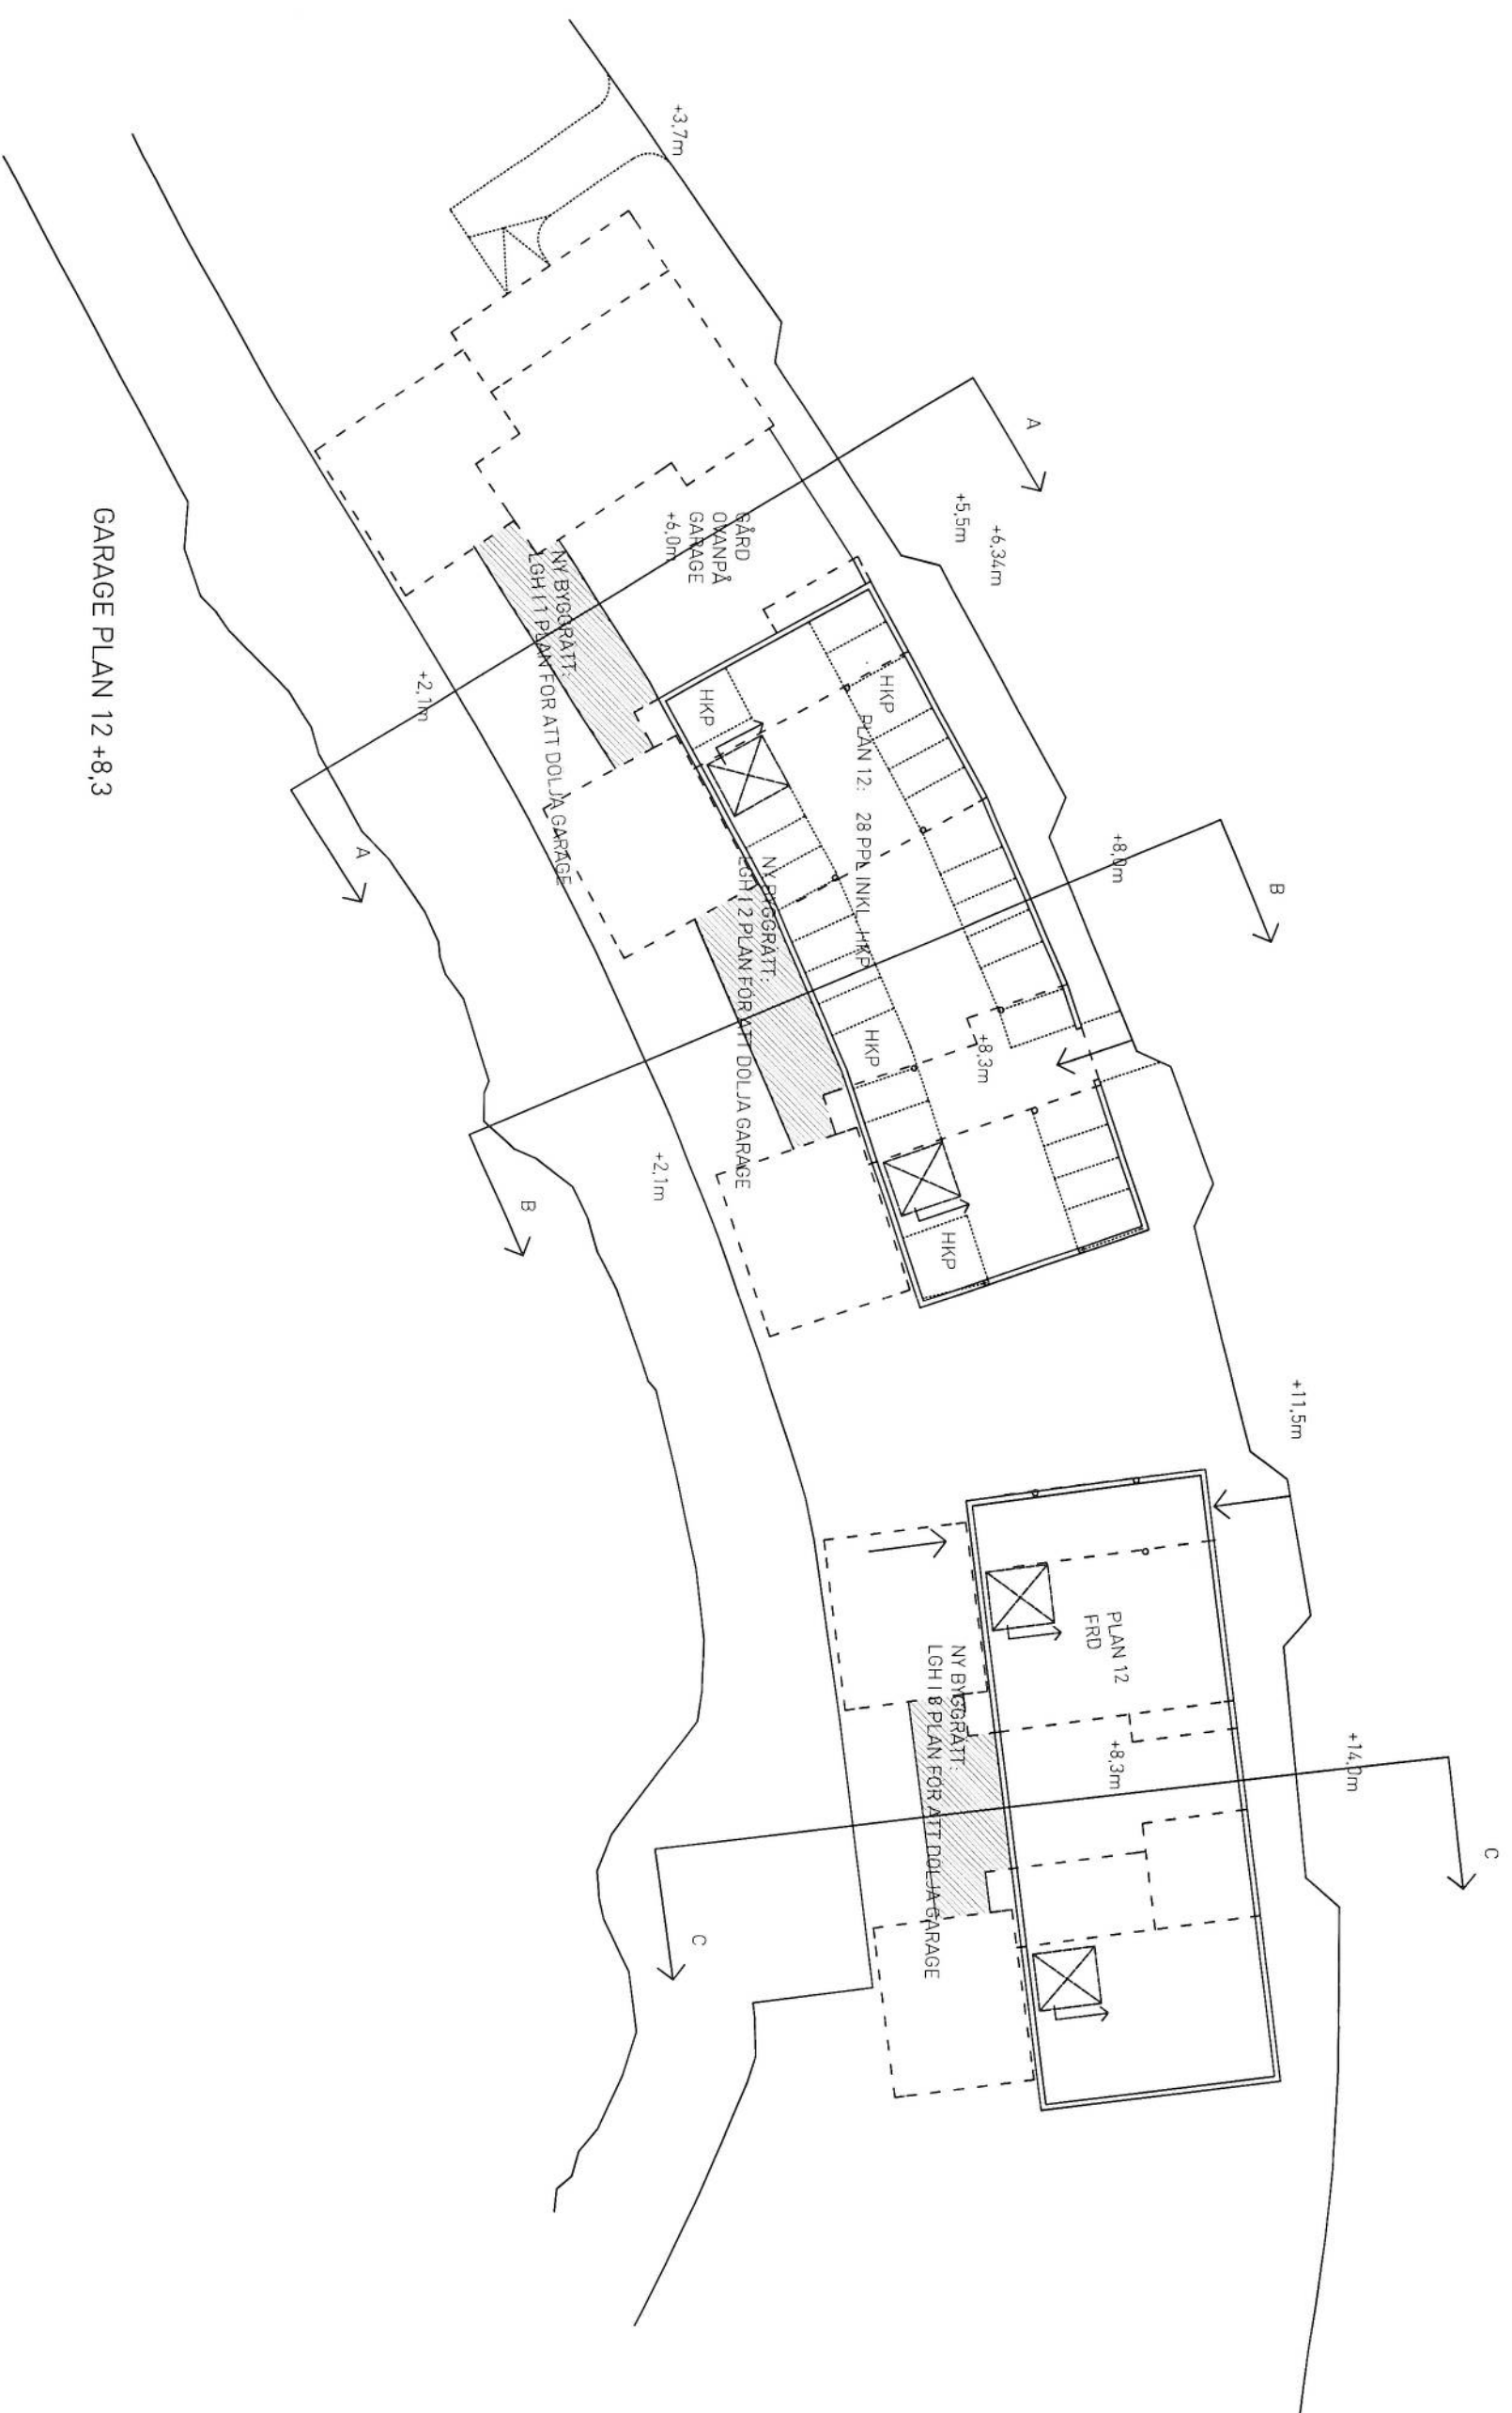 +3,7m
A
+5,5m
+6,34m
GÅRD
OVANPÅ
GARAGE
+6,0m
NY BYGGRÄTT:
LGH I 1 PLAN FÖR ATT DÖLJA GARAGE
+2,1m
A
HKP
HKP
PLAN 12: 28 PPL INKL. HKP
+8,0m
B
NY BYGGRÄTT:
LGH I 2 PLAN FÖR ATT DÖLJA GARAGE
HKP
+8,3m
HKP
+2,1m
B
+11,5m
PLAN 12
FRD
NY BYGGRÄTT:
LGH I 3 PLAN FÖR ATT DÖLJA GARAGE
+8,3m
+14,0m
C
C
GARAGE PLAN 12 +8,3